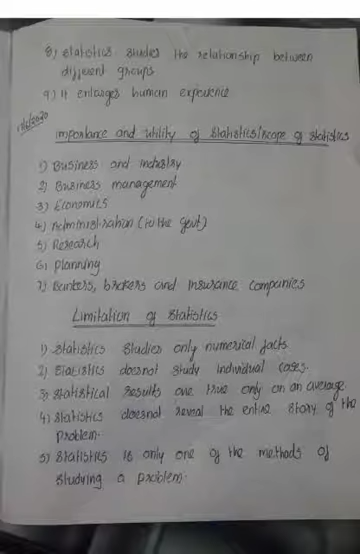 8) statistics studies the relationship between
different groups
9) It enlarges human experience
Importance and utility of statistics/scope of statistics
1) Business and industry
2) Business management
3) Economics
4) Administration (to the govt)
5) Research
6) planning
7) Bankers, brokers and Insurance companies
Limitation of statistics
1) statistics studies only numerical facts
2) statistics doesnot study individual cases.
3) statistical results are true only on an average
4) statistics doesnot reveal the entire story of the
problem.
5) statistics is only one of the methods of
studying a problem.